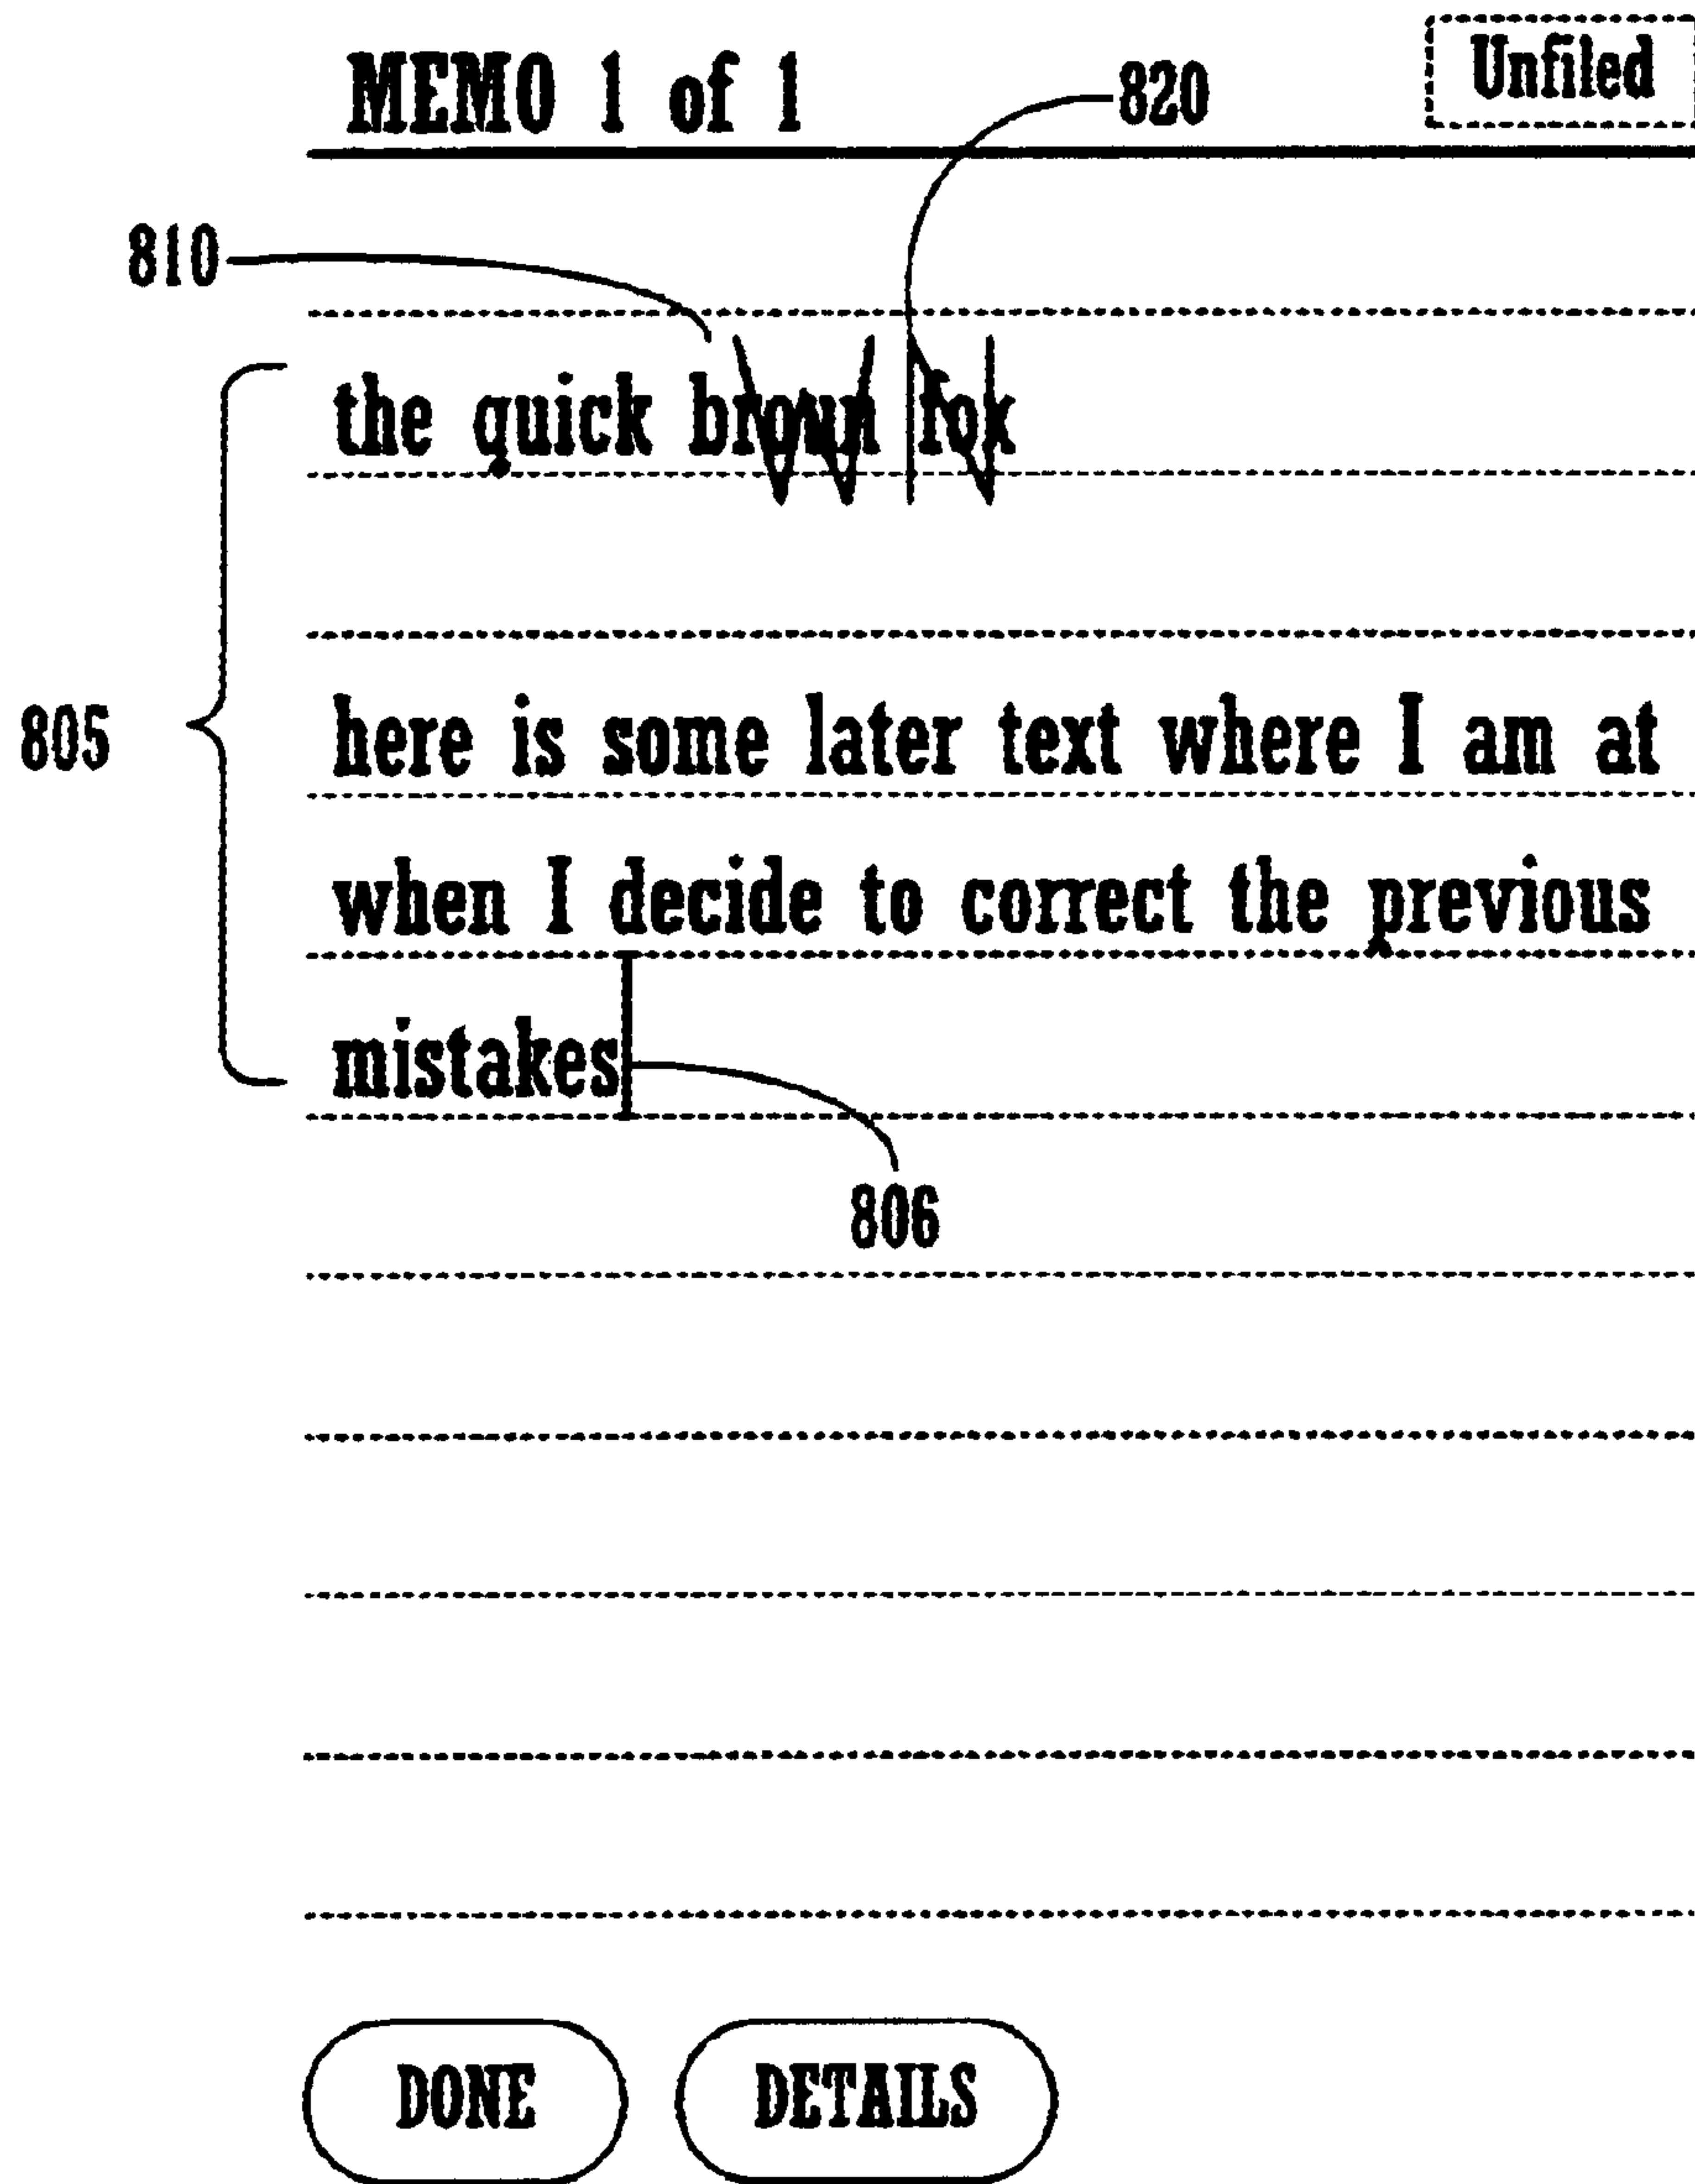 MEMO 1 of 1
820
Unfiled
810
the quick brown fox
W N
805
here is some later text where I am at
when I decide to correct the previous
mistakes
806
DONE
DETAILS